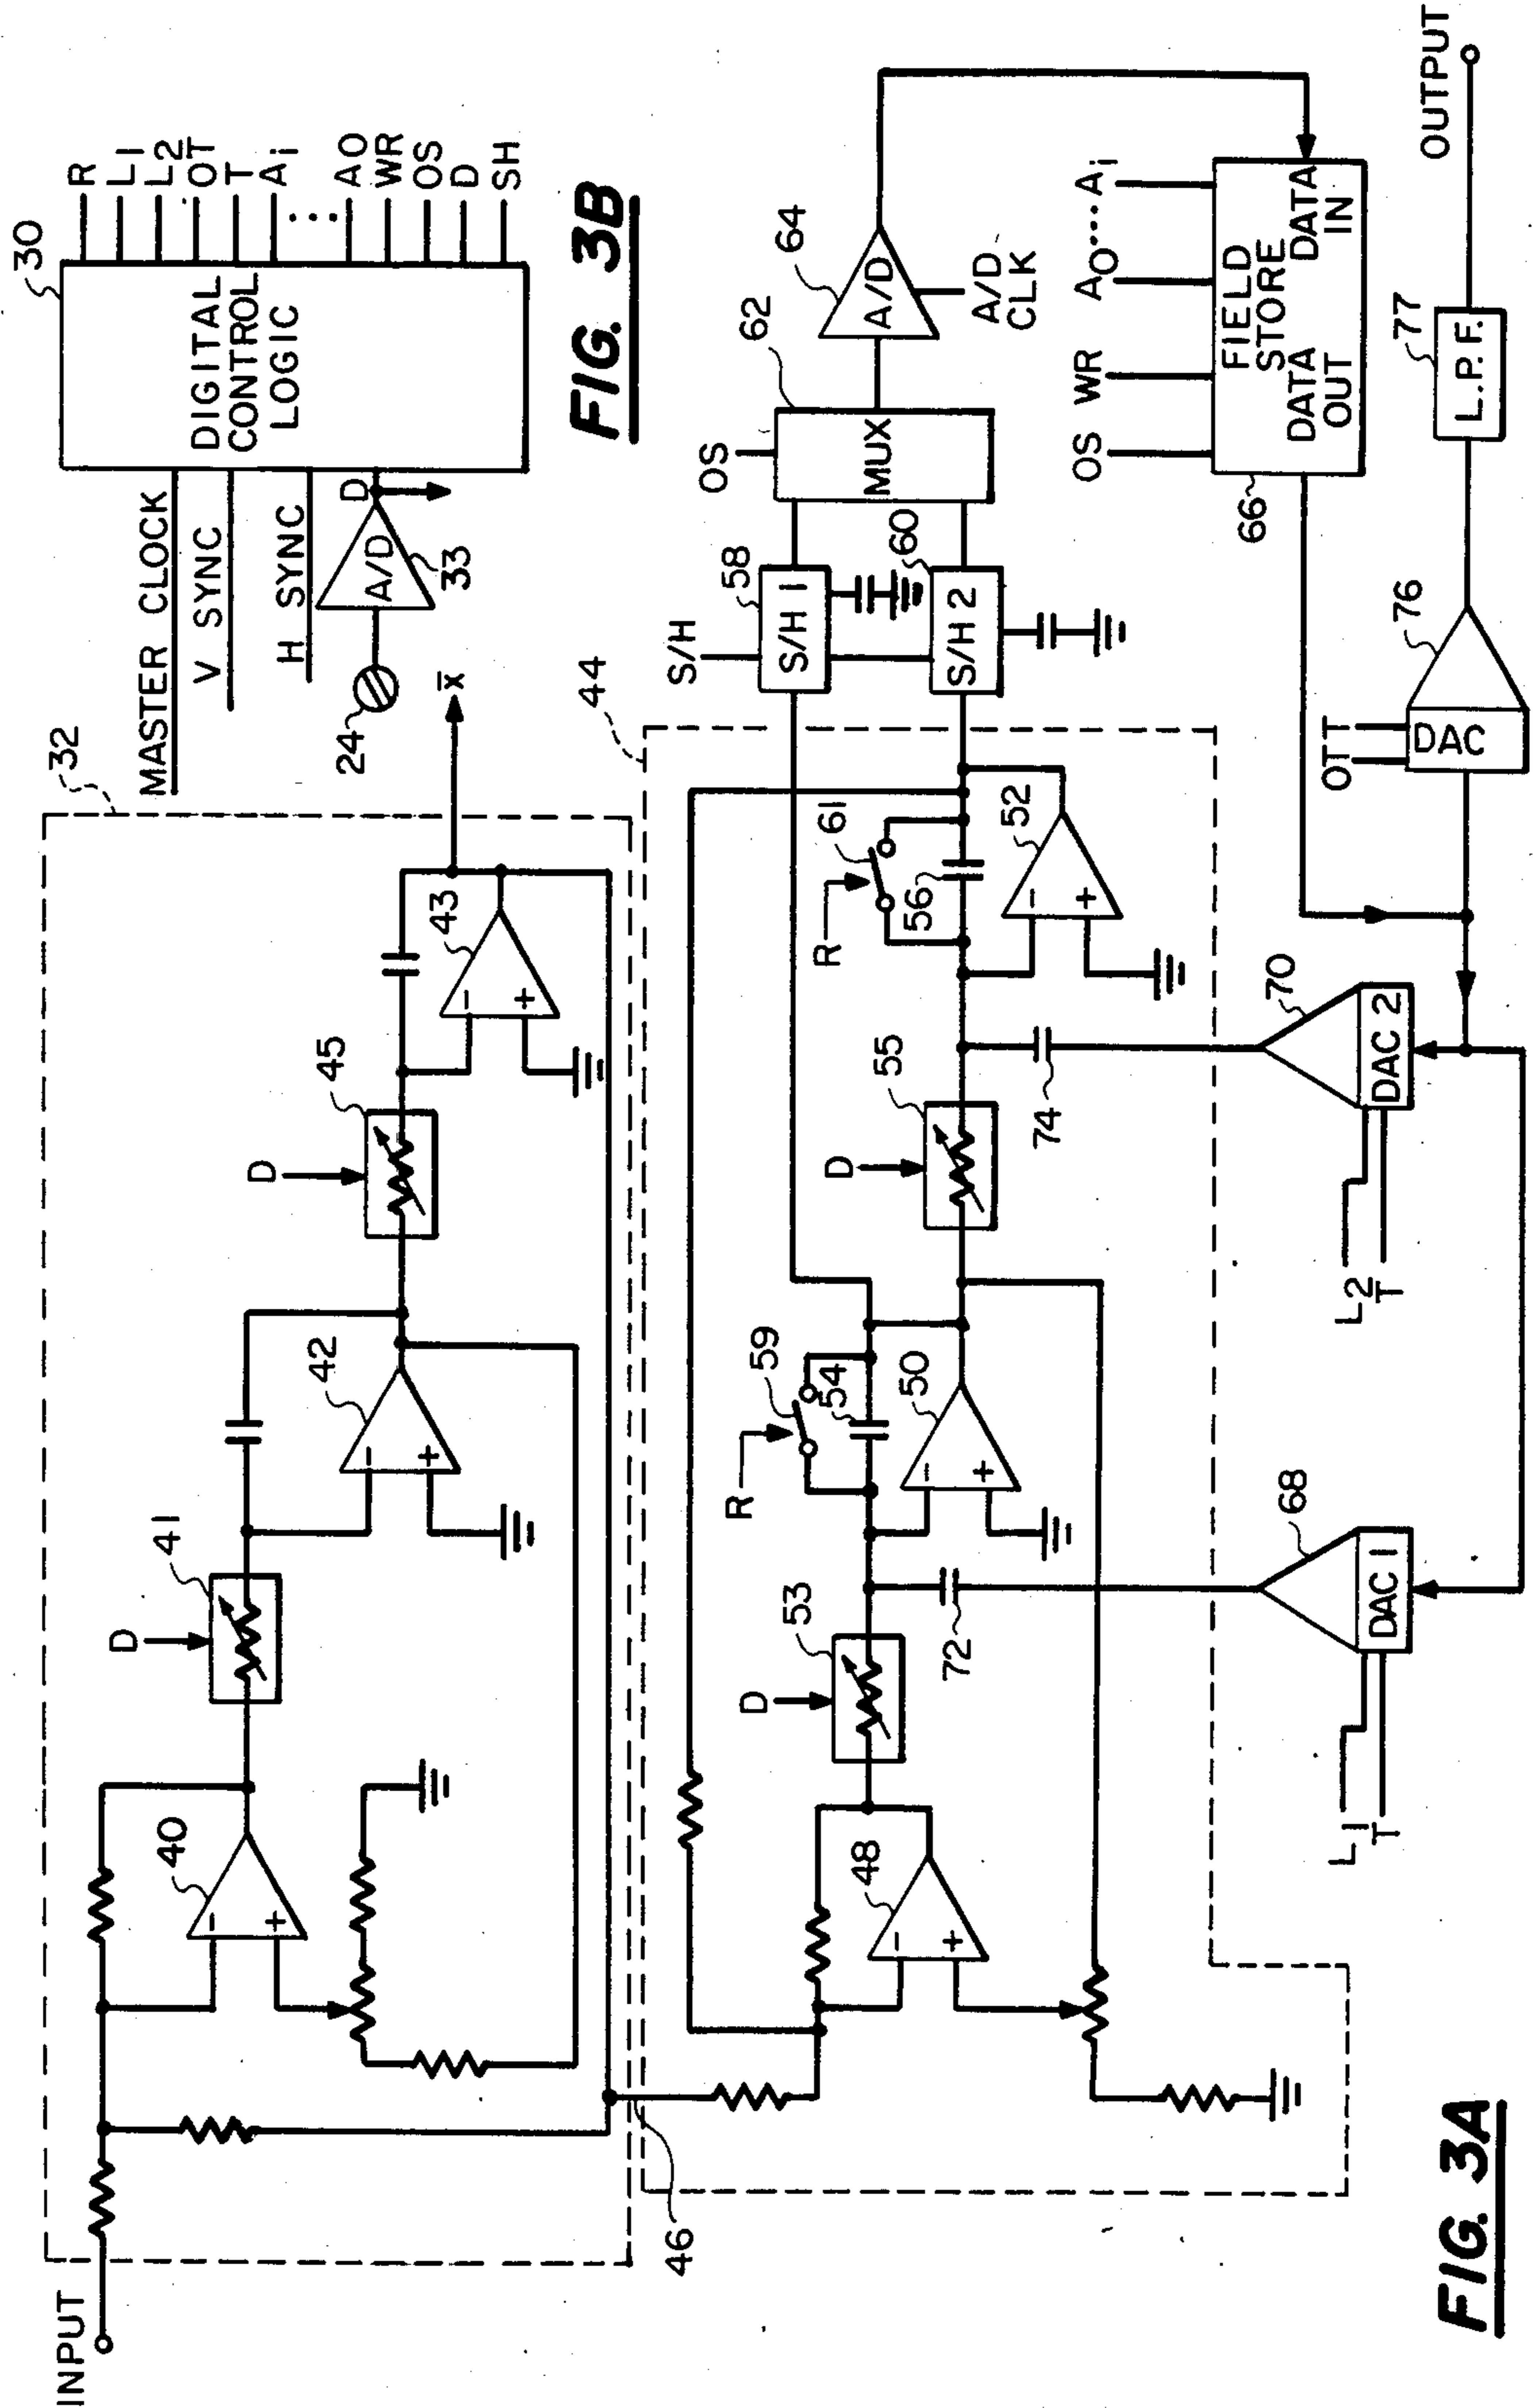 INPUT
32
40
D
41
42
D
45
43
-
+
-
+
-
+
x̄
46
44
48
-
+
D
53
R
59
54
50
-
+
D
55
R
61
56
52
-
+
72
74
S/H
58
S/H 1
60
S/H 2
OS
62
MUX
64
A/D
A/D
CLK
OS
WR
AO....Ai
66
FIELD
STORE
DATA
OUT
DATA
IN
L1
T
68
DAC 1
L2
T
70
DAC 2
OT
T
DAC
76
77
L.P.F.
OUTPUT
FIG. 3A
MASTER CLOCK
V SYNC
H SYNC
24
A/D
33
D
30
DIGITAL
CONTROL
LOGIC
R
L1
L2
OT
T
Ai
AO
WR
OS
D
SH
FIG. 3B